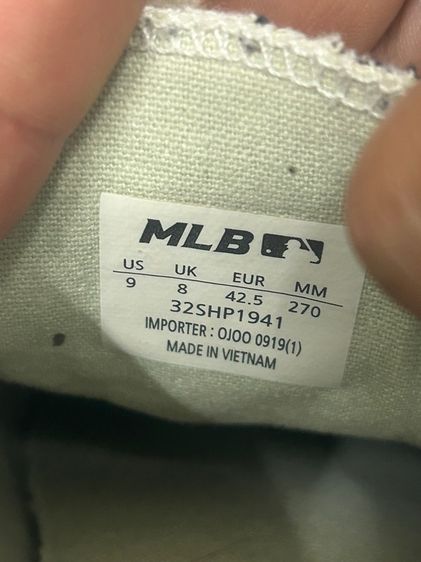 MLB
US UK EUR MM
9 8 42.5 270
32SHP1941
IMPORTER : OJOO 0919(1)
MADE IN VIETNAM